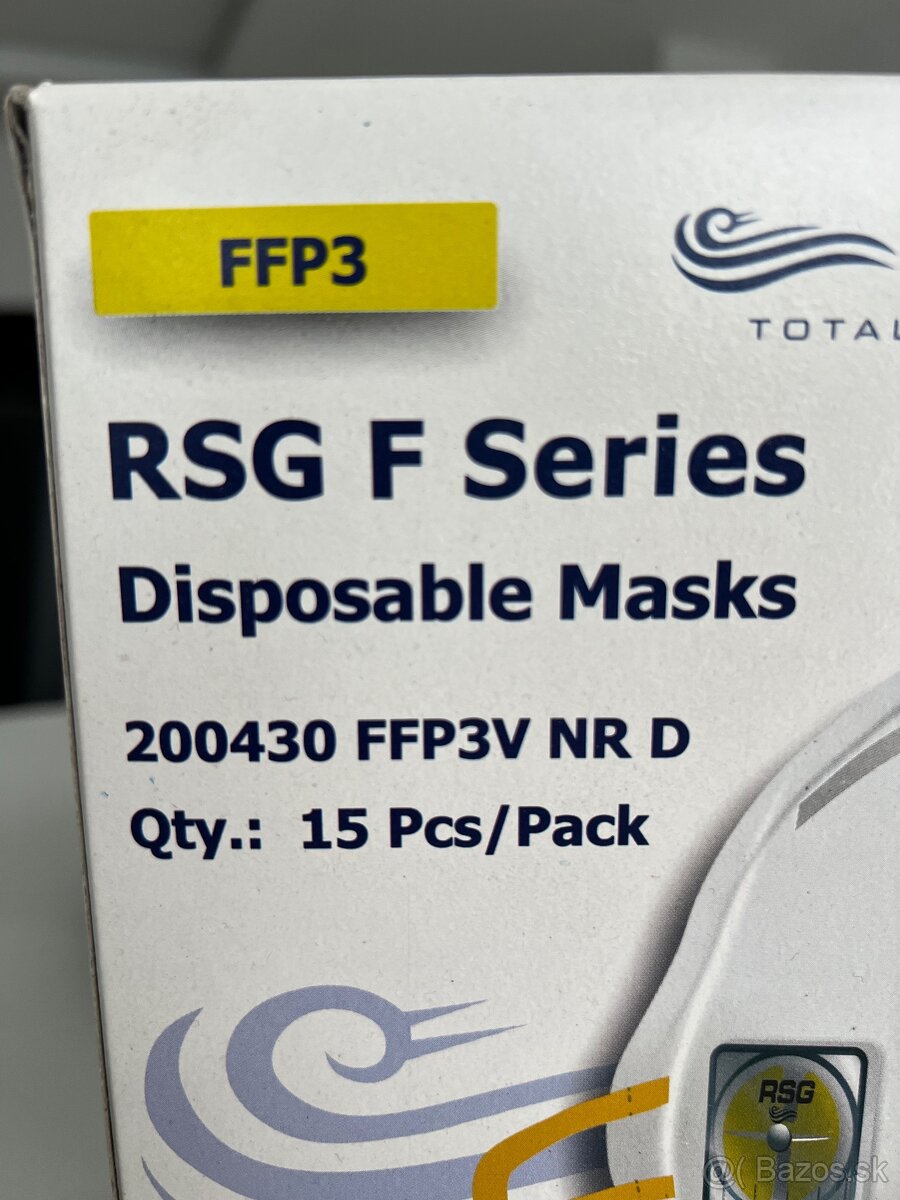 FFP3
TOTAL
RSG F Series
Disposable Masks
200430 FFP3V NR D
Qty.: 15 Pcs/Pack
RSG
Bazos.sk